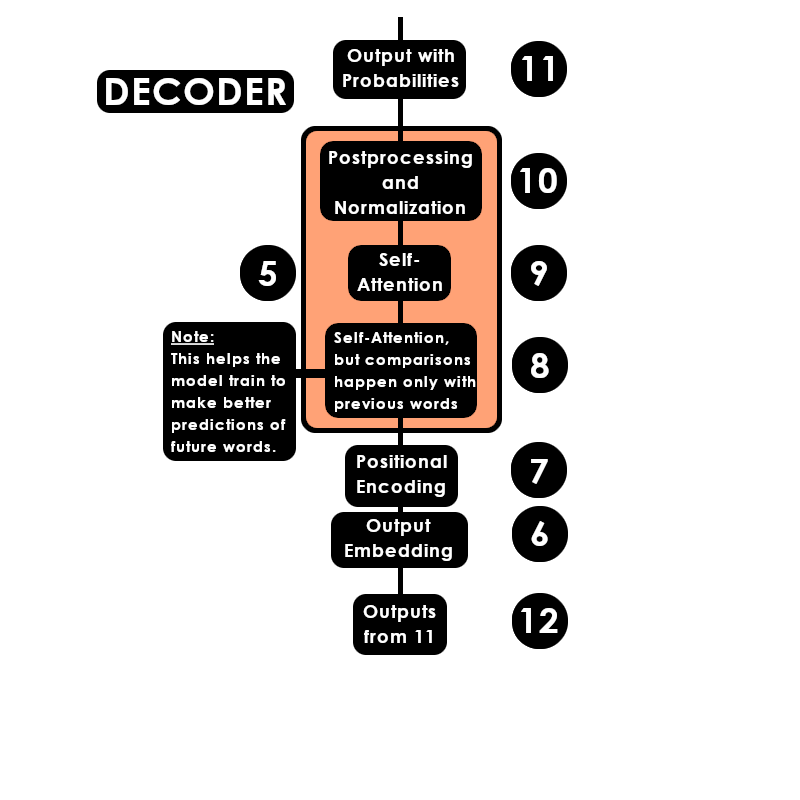 Output with
Probabilities
11
DECODER
Postprocessing
and
Normalization
10
5
Self-
Attention
9
Note:
This helps the
model train to
make better
predictions of
future words.
Self-Attention,
but comparisons
happen only with
previous words
8
Positional
Encoding
7
Output
Embedding
6
Outputs
from 11
12